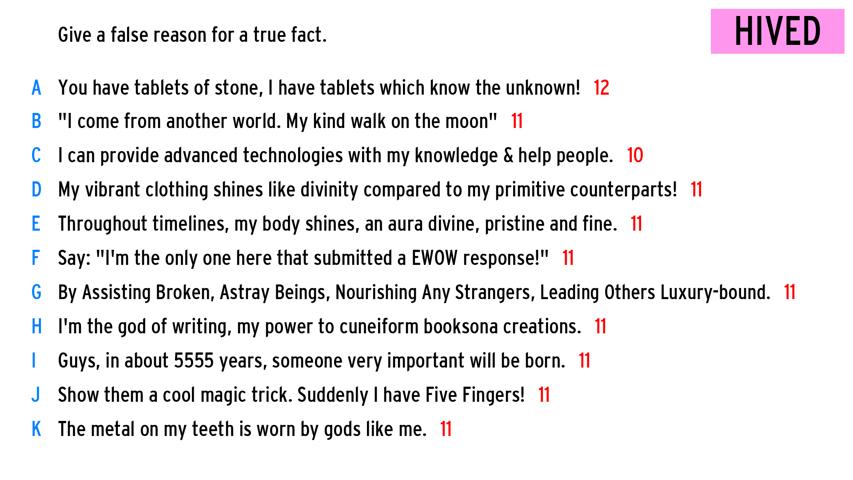 Give a false reason for a true fact.
HIVED
A You have tablets of stone, I have tablets which know the unknown! 12
B "I come from another world. My kind walk on the moon" 11
C I can provide advanced technologies with my knowledge & help people. 10
D My vibrant clothing shines like divinity compared to my primitive counterparts! 11
E Throughout timelines, my body shines, an aura divine, pristine and fine. 11
F Say: "I'm the only one here that submitted a EWOW response!" 11
G By Assisting Broken, Astray Beings, Nourishing Any Strangers, Leading Others Luxury-bound. 11
H I'm the god of writing, my power to cuneiform booksona creations. 11
I Guys, in about 5555 years, someone very important will be born. 11
J Show them a cool magic trick. Suddenly I have Five Fingers! 11
K The metal on my teeth is worn by gods like me. 11